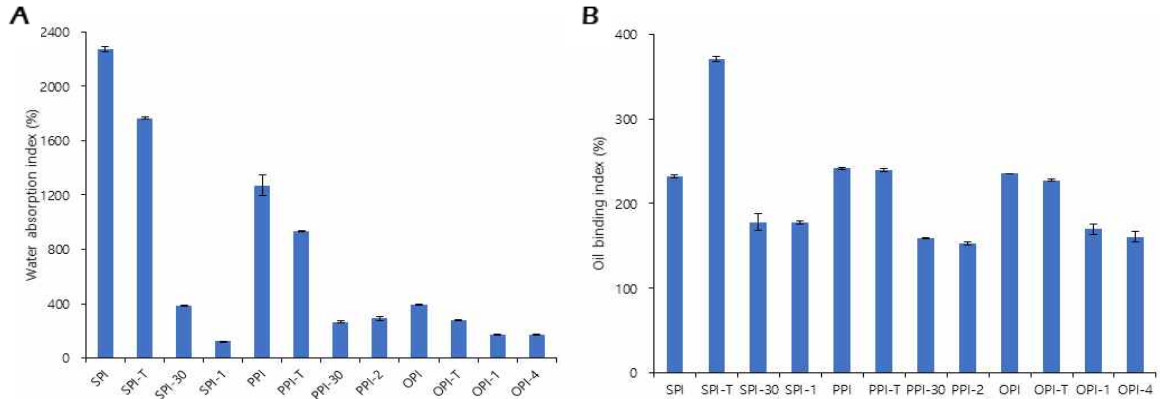 A
Water absorption index (%)
2400
2000
1600
1200
800
400
0
SPI
SPI-T
SPI-30
SPI-1
PPI
PPI-T
PPI-30
PPI-2
OPI
OPI-T
OPI-1
OPI-4
B
Oil binding index (%)
400
300
200
100
0
SPI SPI-T SPI-30 SPI-1 PPI PPI-T PPI-30 PPI-2 OPI OPI-T OPI-1 OPI-4